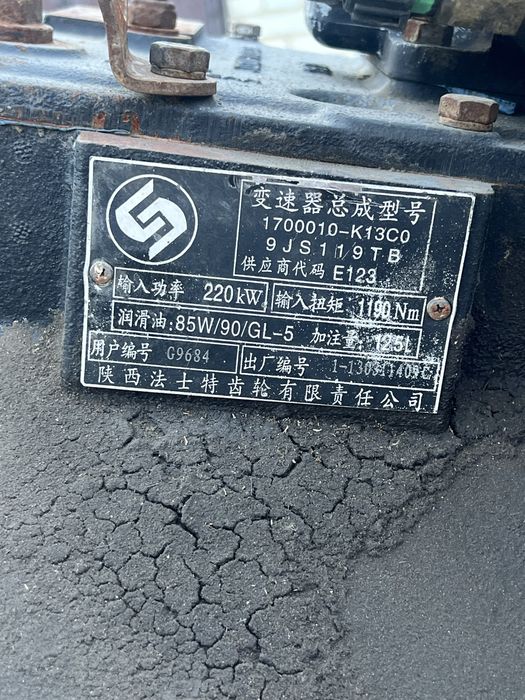 变速器总成型号
1700010-K13C0
9JS119TB
供应商代码 E123
输入功率 220kW 输入扭矩 1190Nm
润滑油:85W/90/GL-5 加注量 12.5L
用户编号 G9684 出厂编号
陕西法士特齿轮有限责任公司